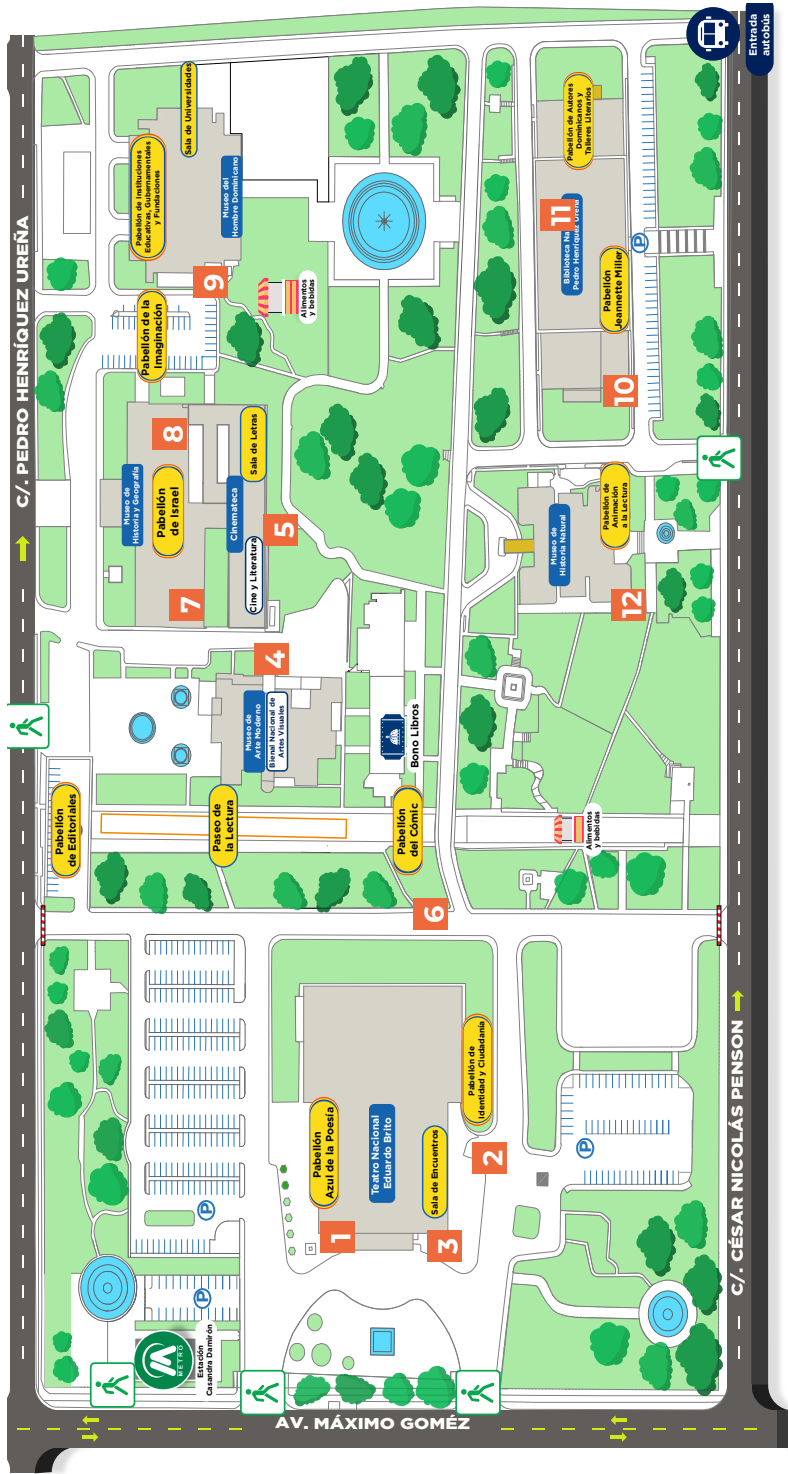 C/. PEDRO HENRÍQUEZ UREÑA
Entrada
autobús
Sala de Universidades
Pabellón de Instituciones
Educativas, Gubernamentales
y Fundaciones
Museo del
Hombre Dominicano
9
Alimentos
y bebidas
Pabellón de la
Imaginación
Pabellón de Autores
Dominicanos y
Talleres Literarios
11
Pedro Henríquez Ureña
P
Pabellón
Jeannette Miller
10
8
Museo de
Historia y Geografía
Pabellón
de Israel
Sala de Letras
Cinemateca
5
Cine y Literatura
7
Museo de
Historia Natural
Pabellón de
Animación
a la Lectura
12
4
Museo de
Arte Moderno
Bienal Nacional de
Artes Visuales
Bono Libros
Pabellón
de Editoriales
Paseo de
la Lectura
Pabellón
del Cómic
Alimentos
y bebidas
6
Pabellón
Azul de la Poesía
Teatro Nacional
Eduardo Brito
Sala de Encuentros
Pabellón de
Identidad y Ciudadanía
2
1
3
P
P
P
METRO
Estación
Casandra Damirón
C/. CÉSAR NICOLÁS PENSON
AV. MÁXIMO GOMÉZ